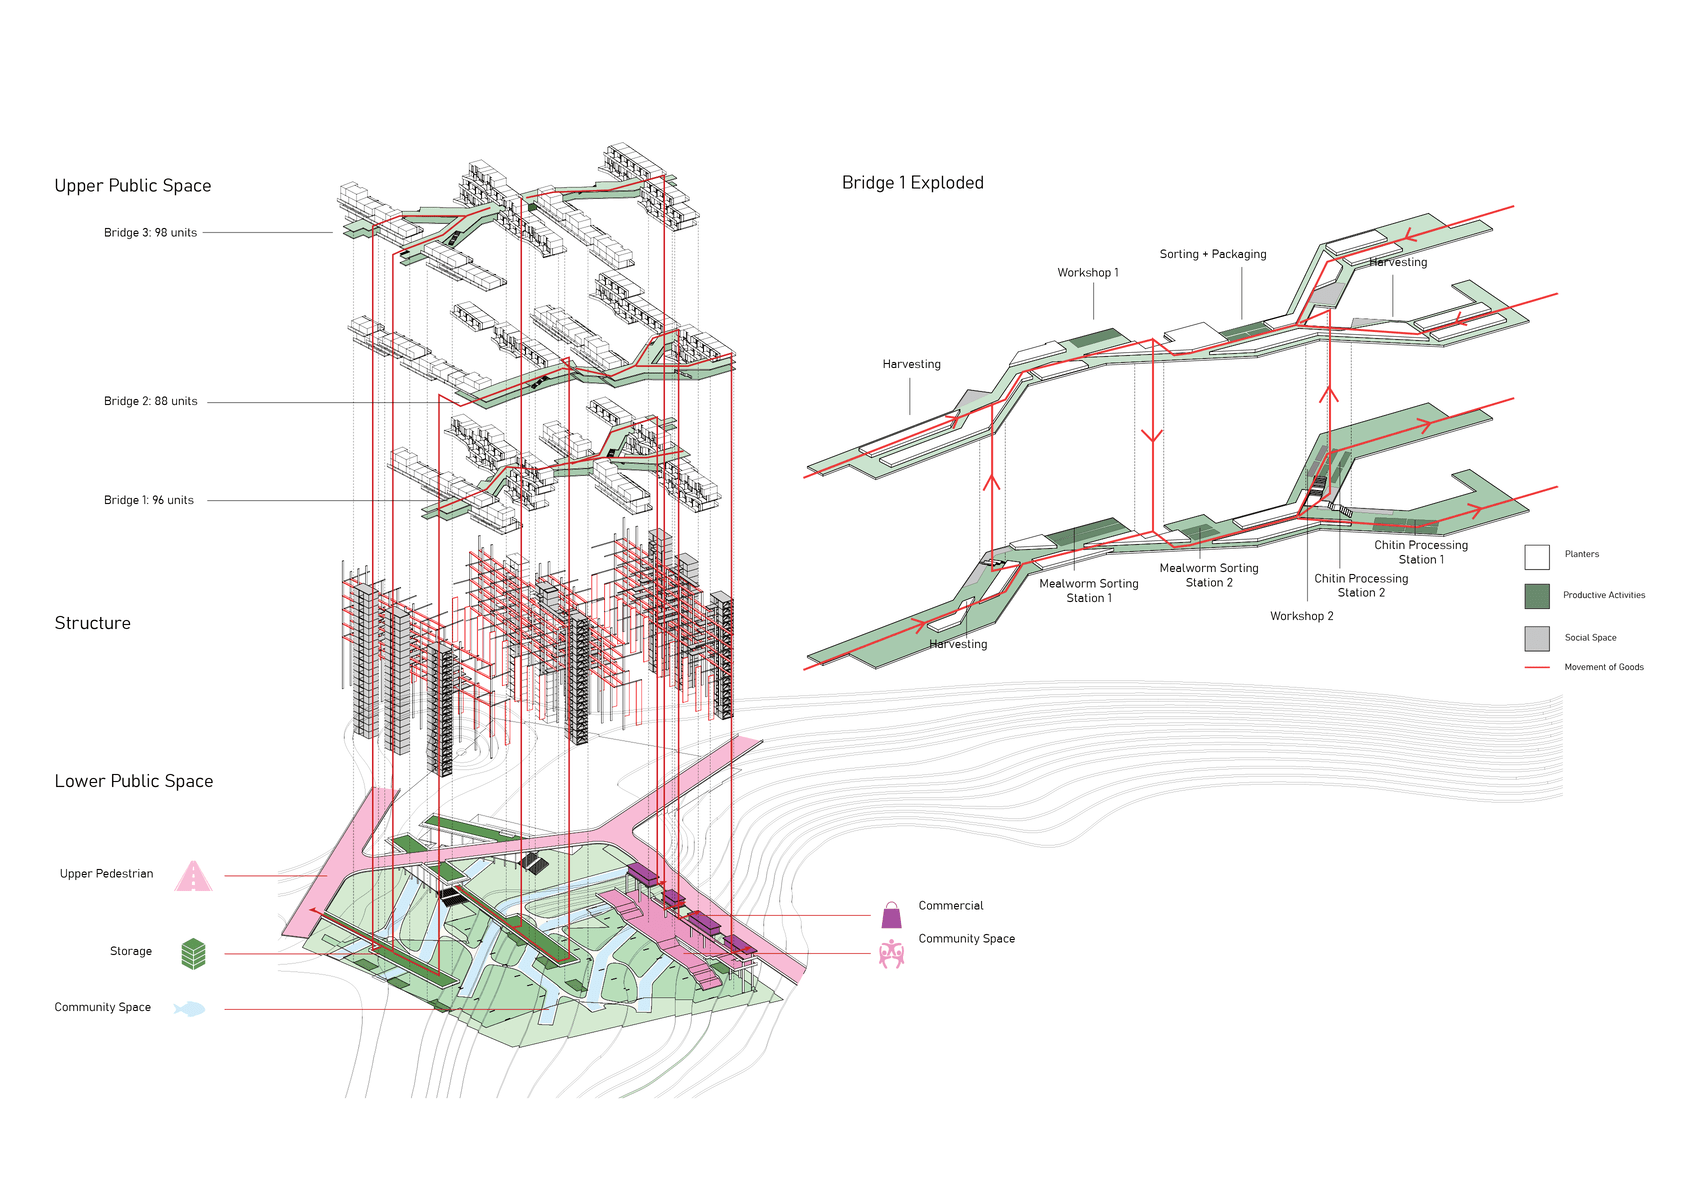 Upper Public Space
Bridge 3: 98 units
Bridge 2: 88 units
Bridge 1: 96 units
Structure
Lower Public Space
Upper Pedestrian
Storage
Community Space
Commercial
Community Space
Bridge 1 Exploded
Workshop 1
Sorting + Packaging
Harvesting
Harvesting
Mealworm Sorting
Station 1
Mealworm Sorting
Station 2
Chitin Processing
Station 1
Chitin Processing
Station 2
Workshop 2
Harvesting
Planters
Productive Activities
Social Space
Movement of Goods